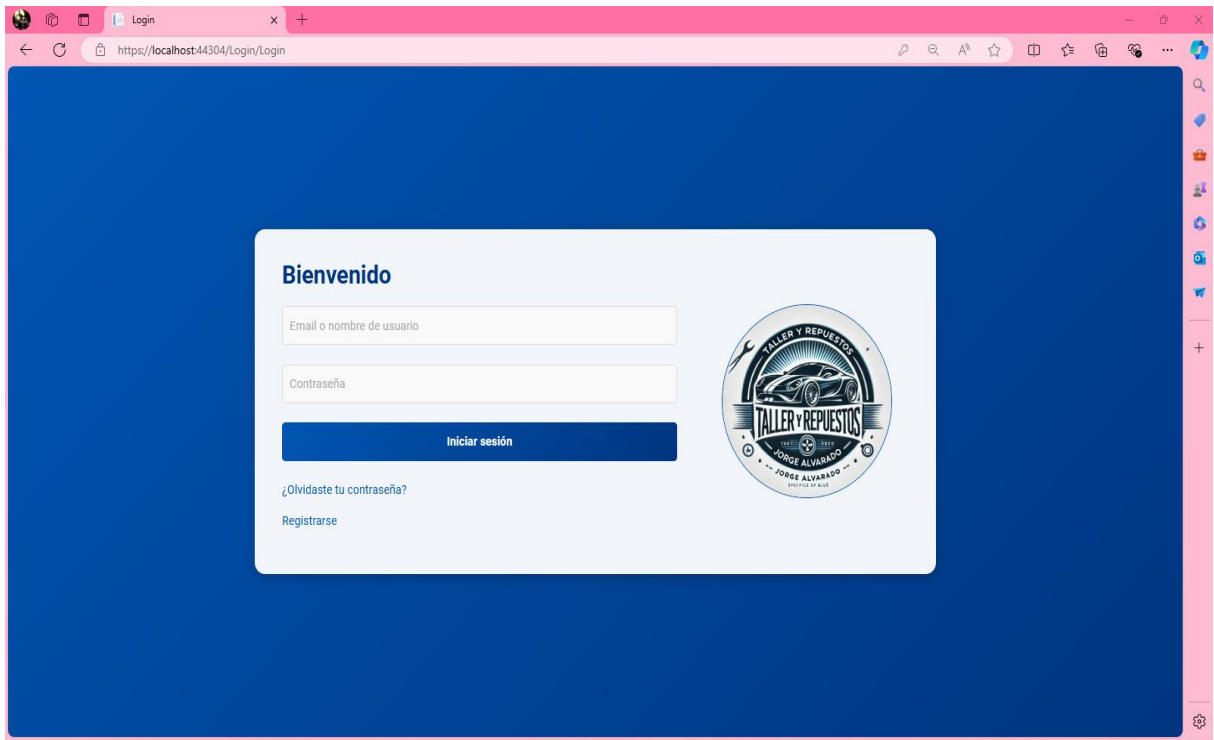 Login
https://localhost:44304/Login/Login
Bienvenido
Email o nombre de usuario
Contraseña
Iniciar sesión
¿Olvidaste tu contraseña?
Registrarse
TALLER Y REPUESTOS
TALLER Y REPUESTOS
JORGE ALVARADO
JORGE ALVARADO